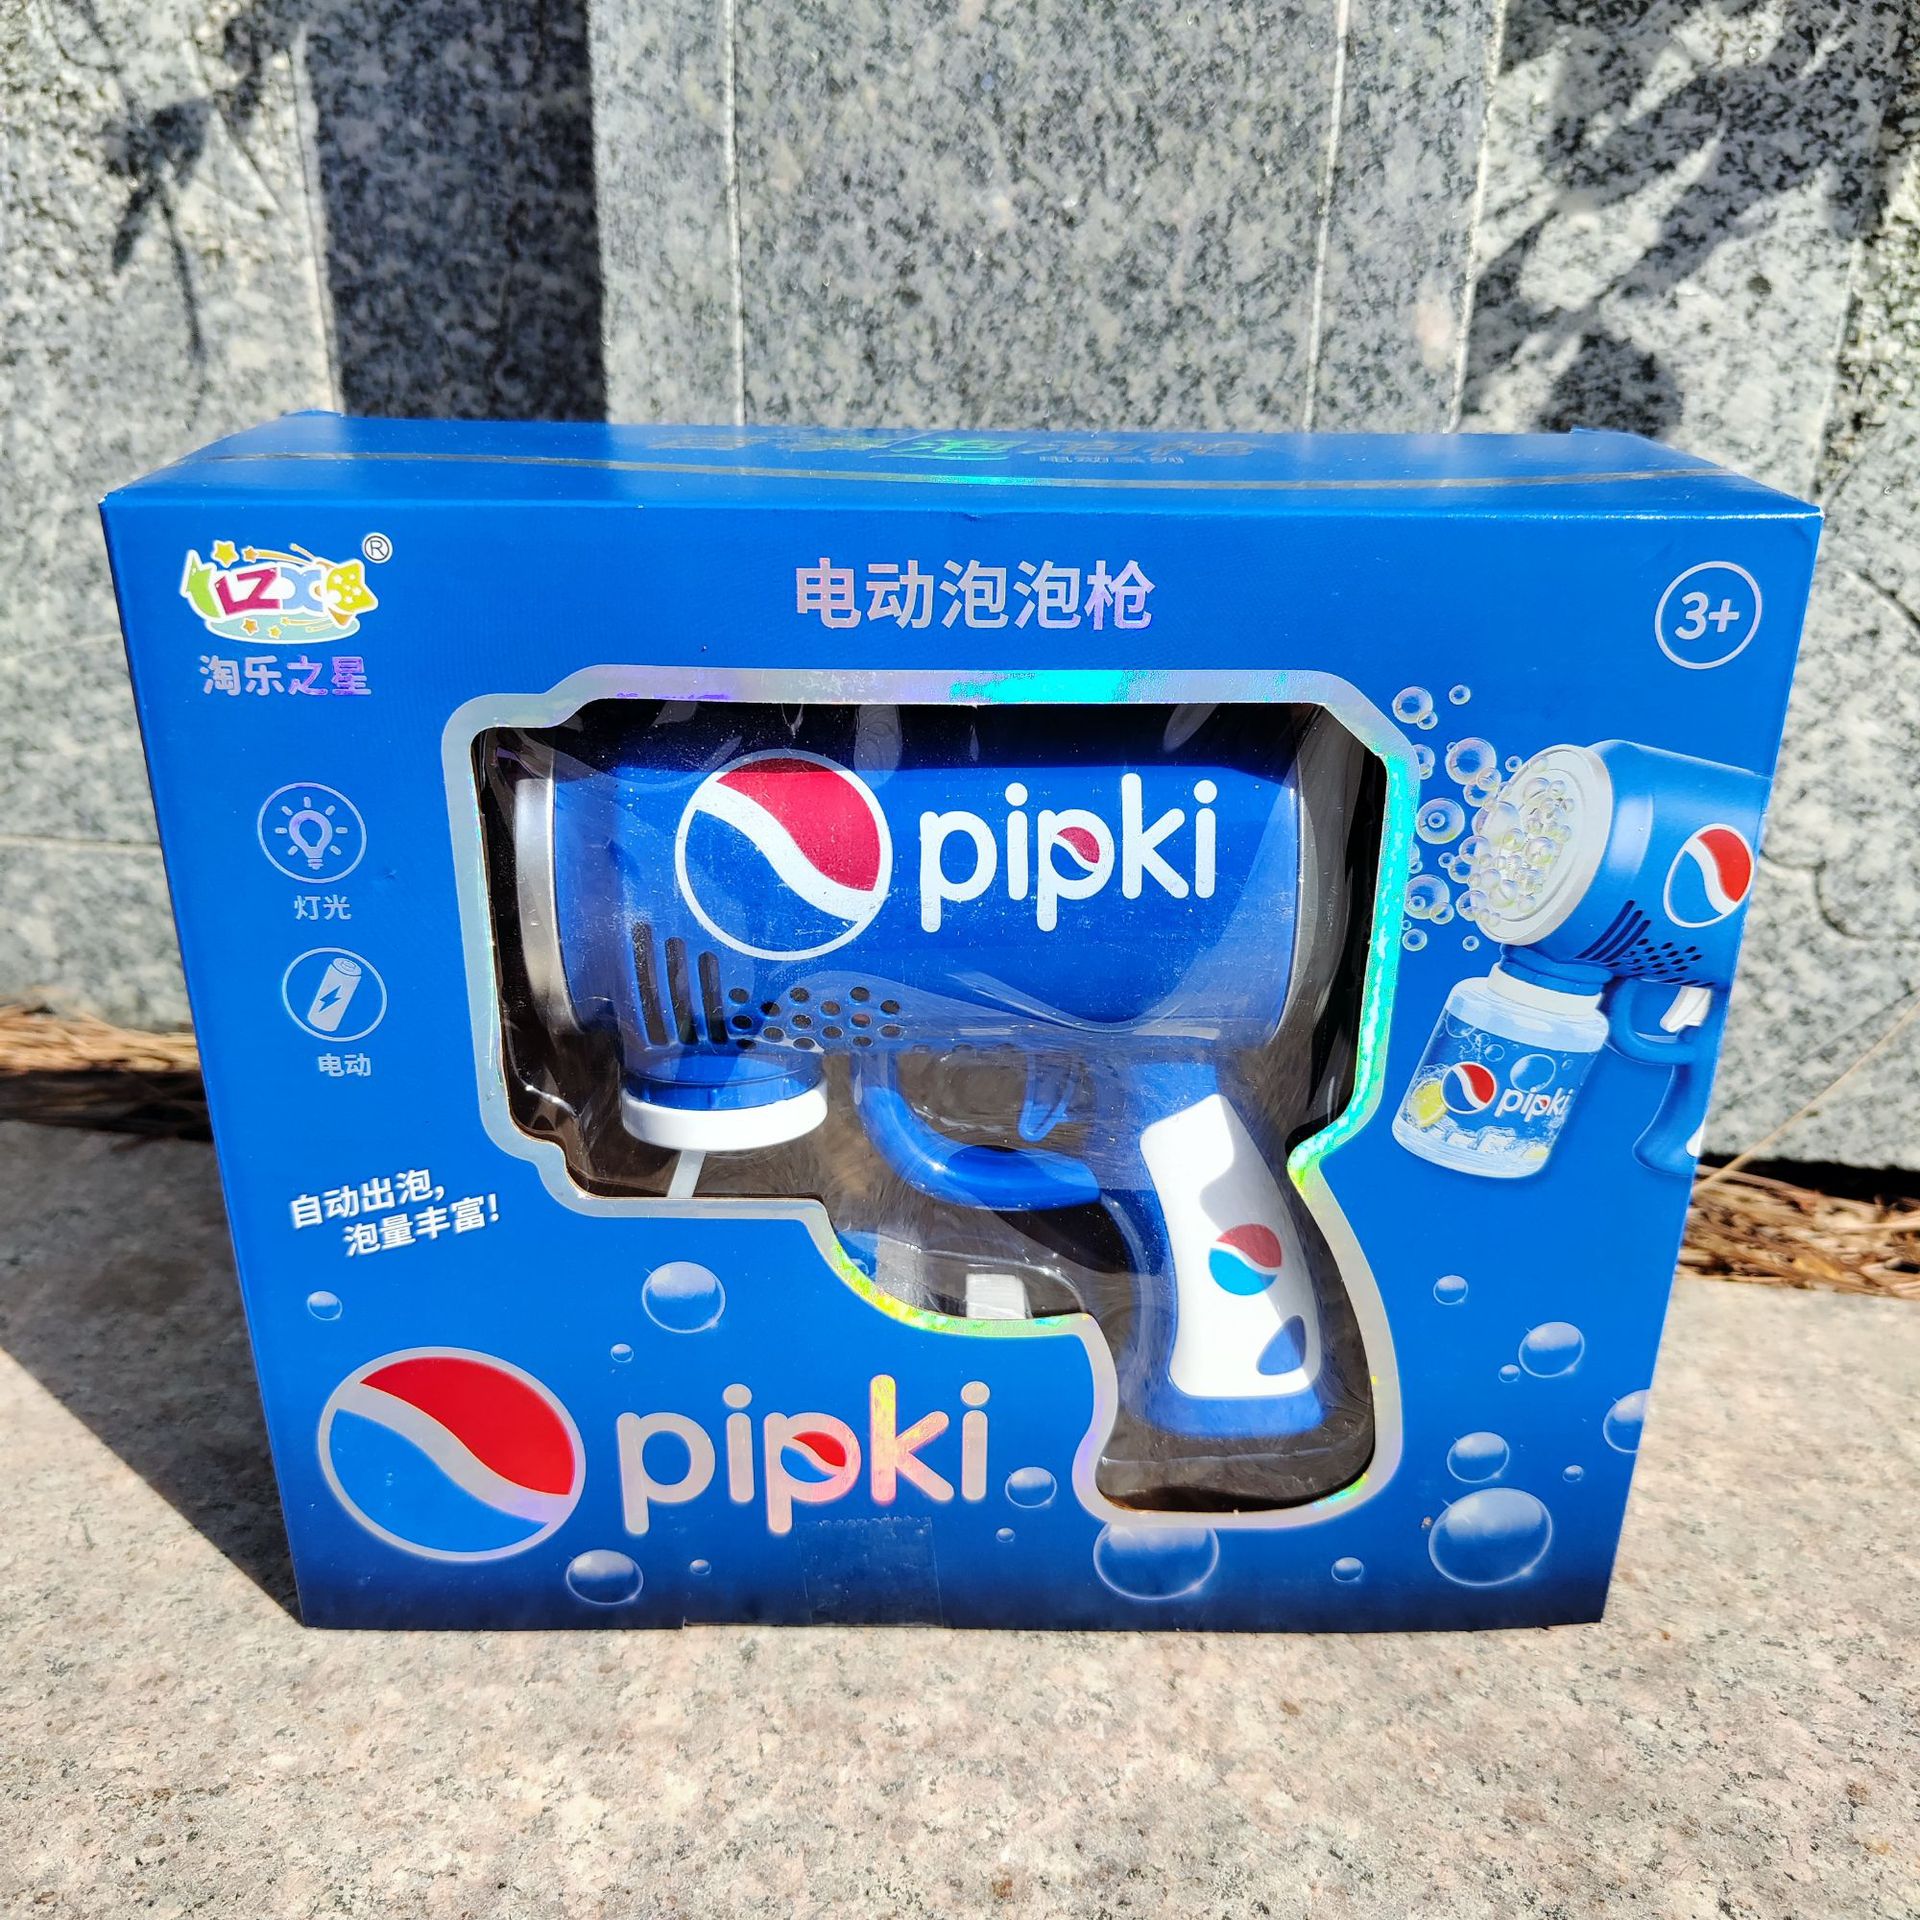 电动泡泡枪
LZX
®
淘乐之星
3+
pipki
灯光
电动
pipki
自动出泡,
泡量丰富!
pipki